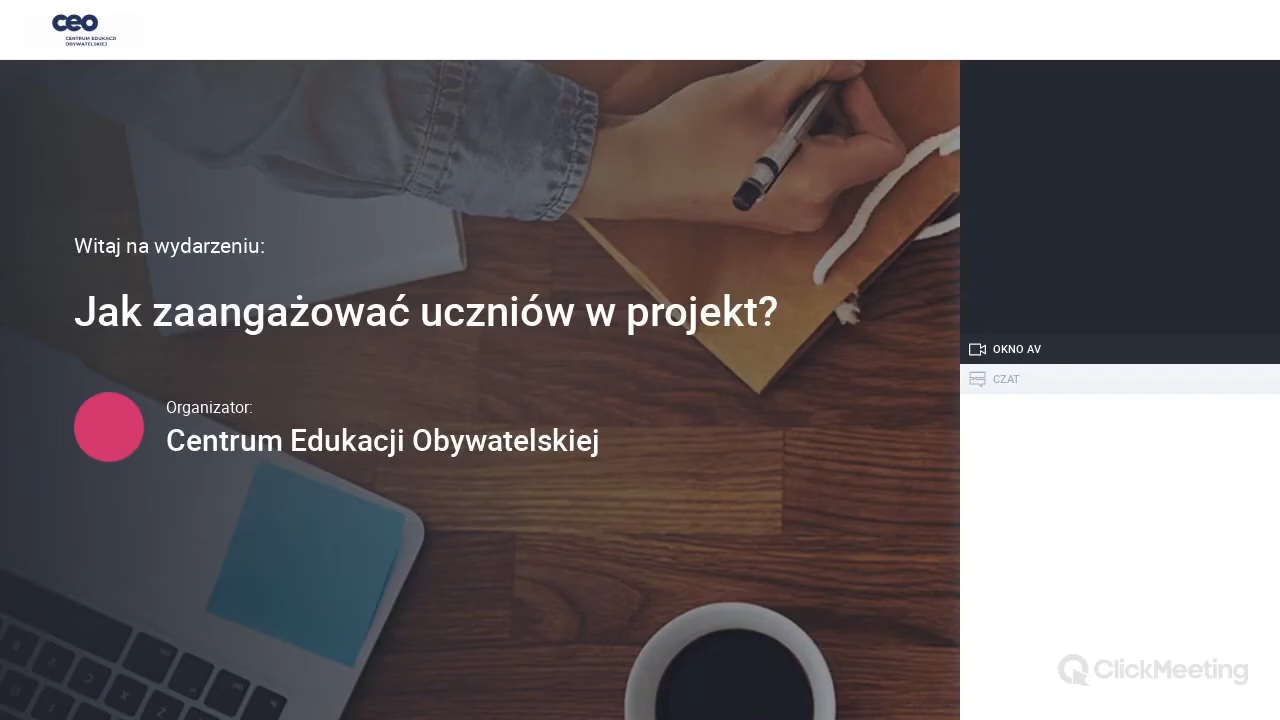 ceo
CENTRUM EDUKACJI
OBYWATELSKIEJ
Witaj na wydarzeniu:
Jak zaangażować uczniów w projekt?
Organizator:
Centrum Edukacji Obywatelskiej
OKNO AV
CZAT
ClickMeeting